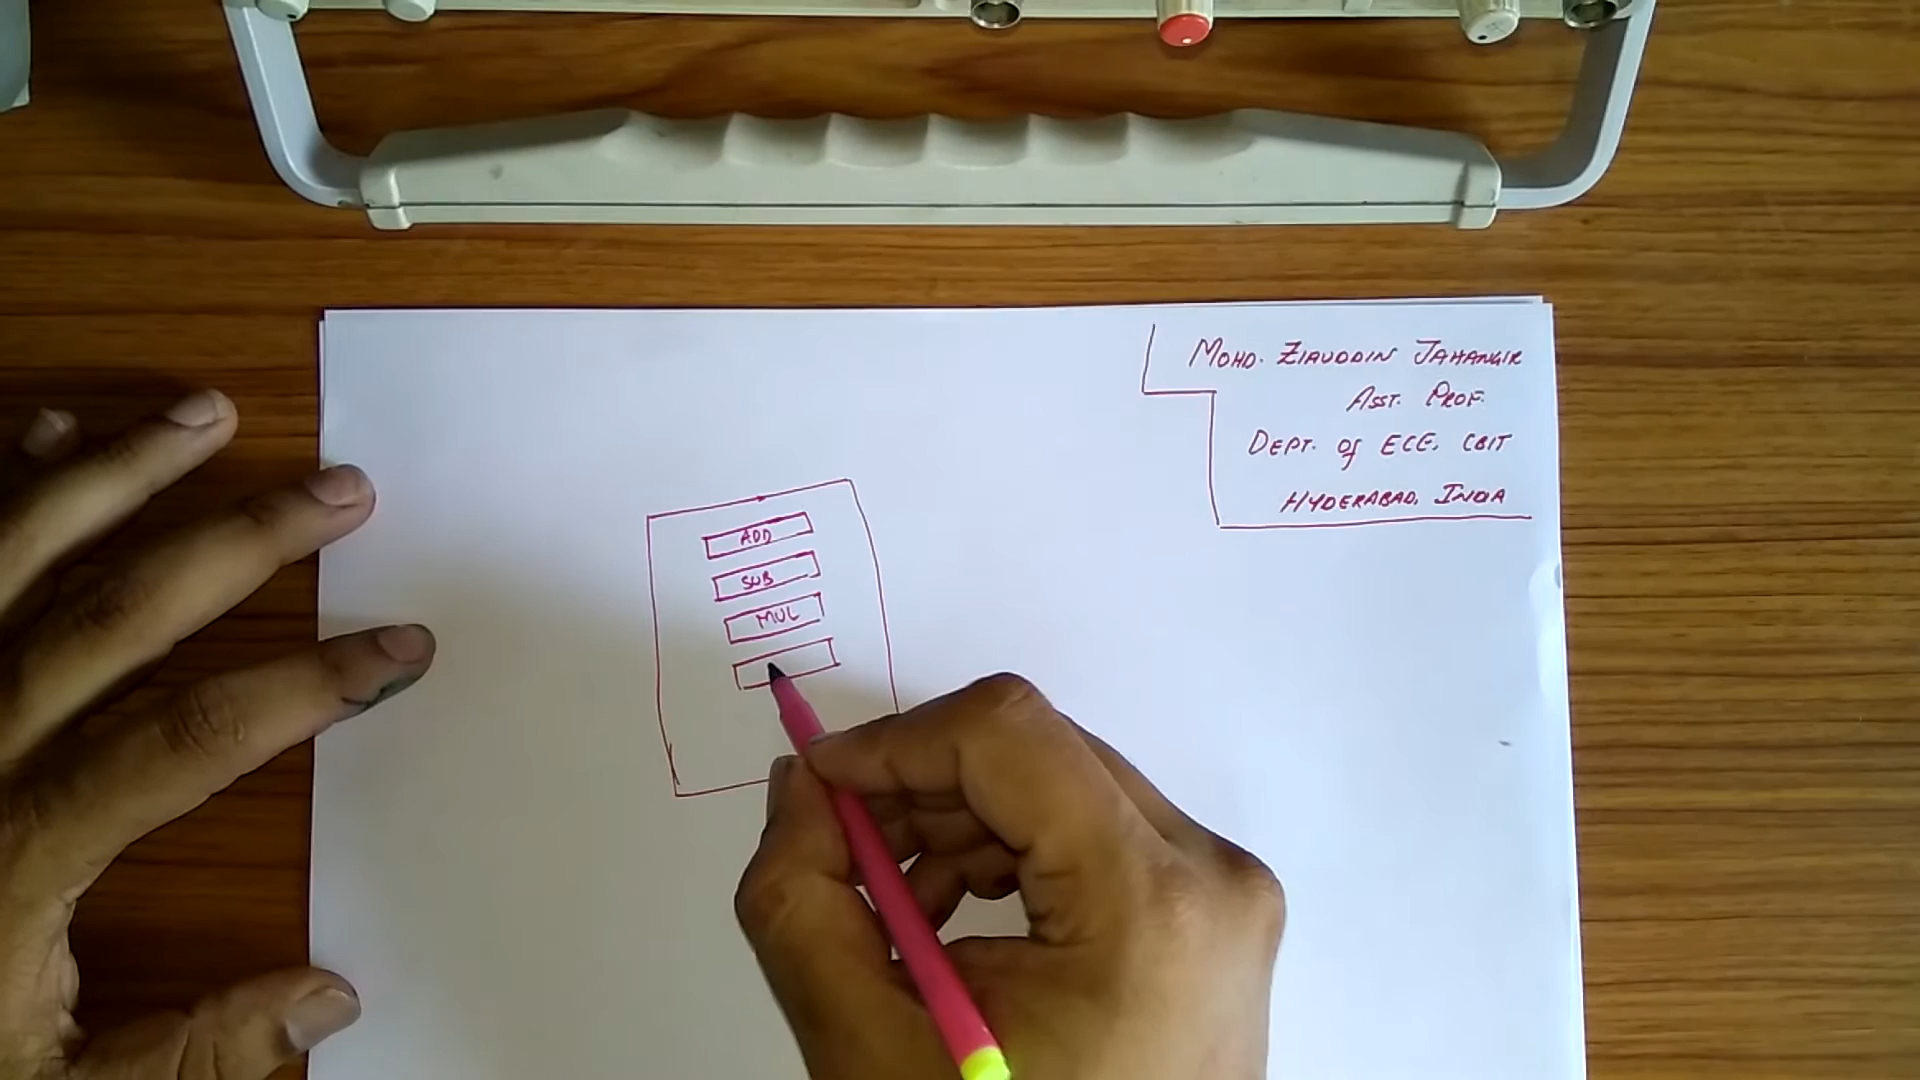 MOHD. ZIAUDDIN JAHANGIR
ASST. PROF.
DEPT. Of ECE, CBIT
HYDERABAD, INDIA
ADD
SUB
MUL